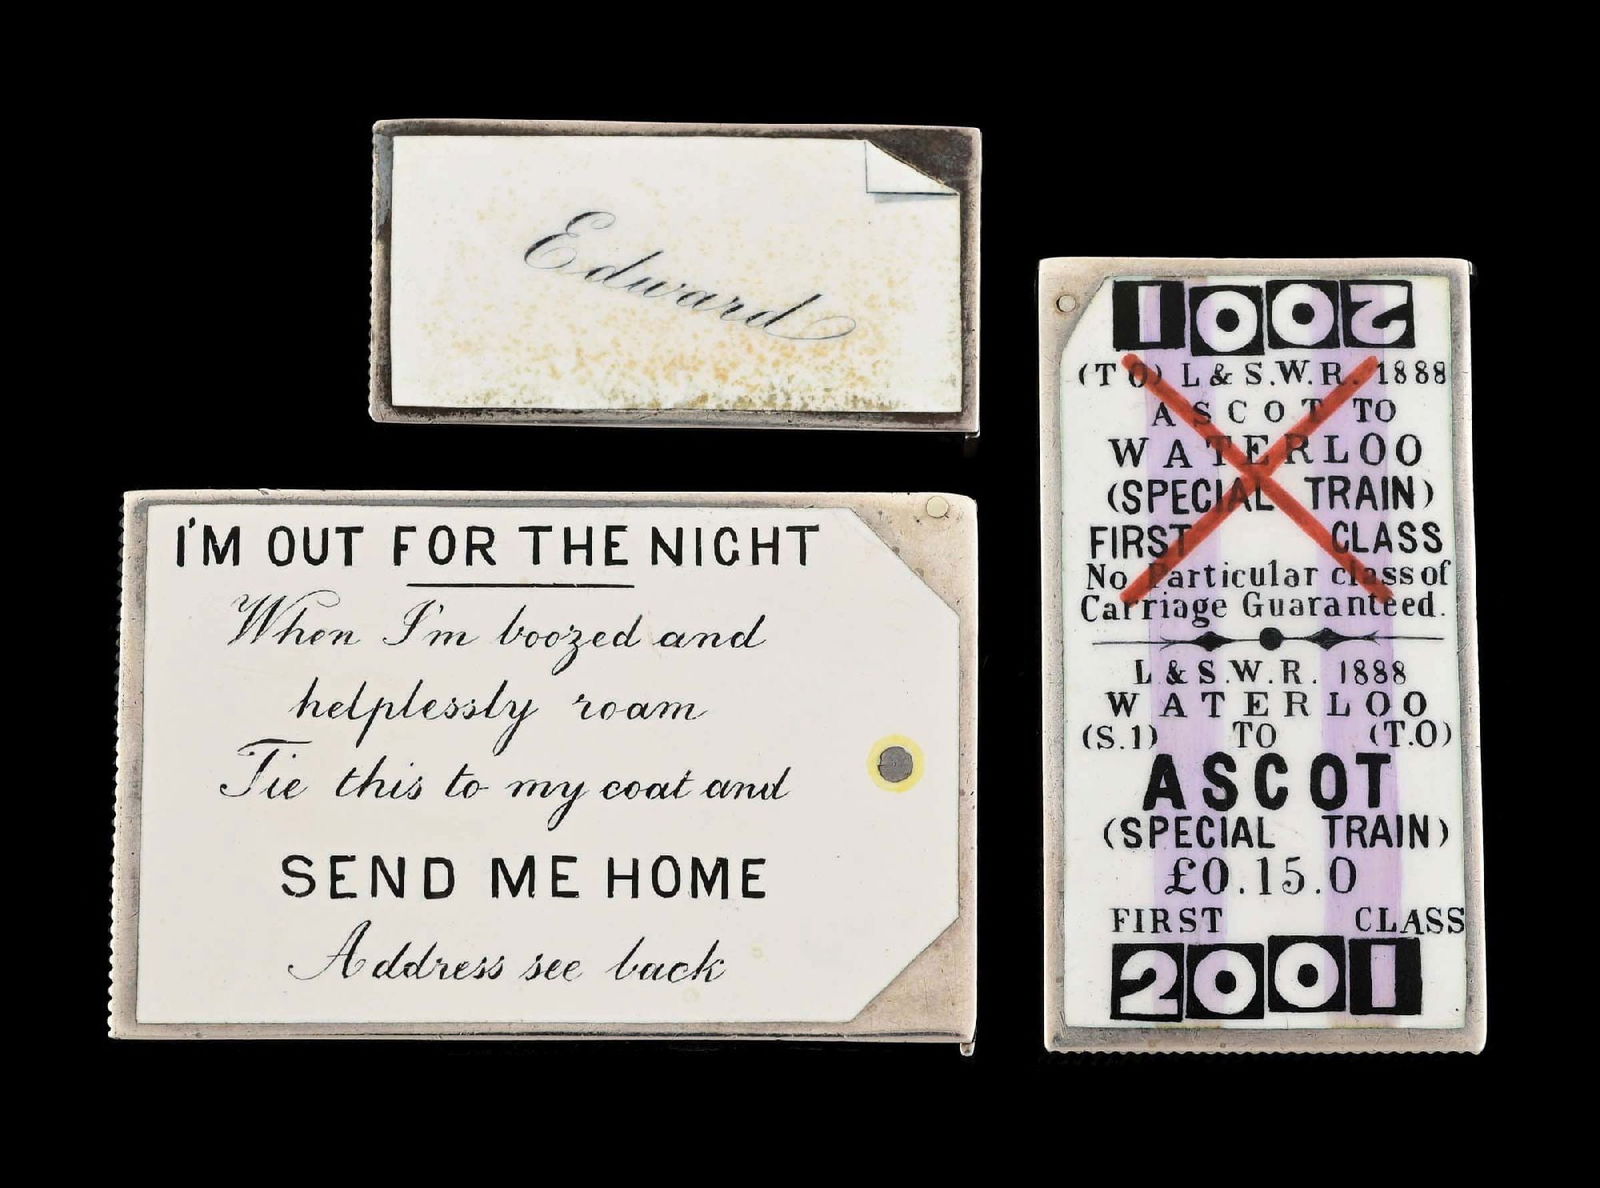 Edward
I'M OUT FOR THE NIGHT
When I'm boozed and
helplessly roam
Tie this to my coat and
SEND ME HOME
Address see back
2001
(T O) L & S.W.R. 1888
ASCOT TO
WATERLOO
(SPECIAL TRAIN)
FIRST CLASS
No Particular class of
Carriage Guaranteed.
L & S.W.R. 1888
WATERLOO
(S.1) TO (T.O)
ASCOT
(SPECIAL TRAIN)
£0.15.0
FIRST CLASS
2001